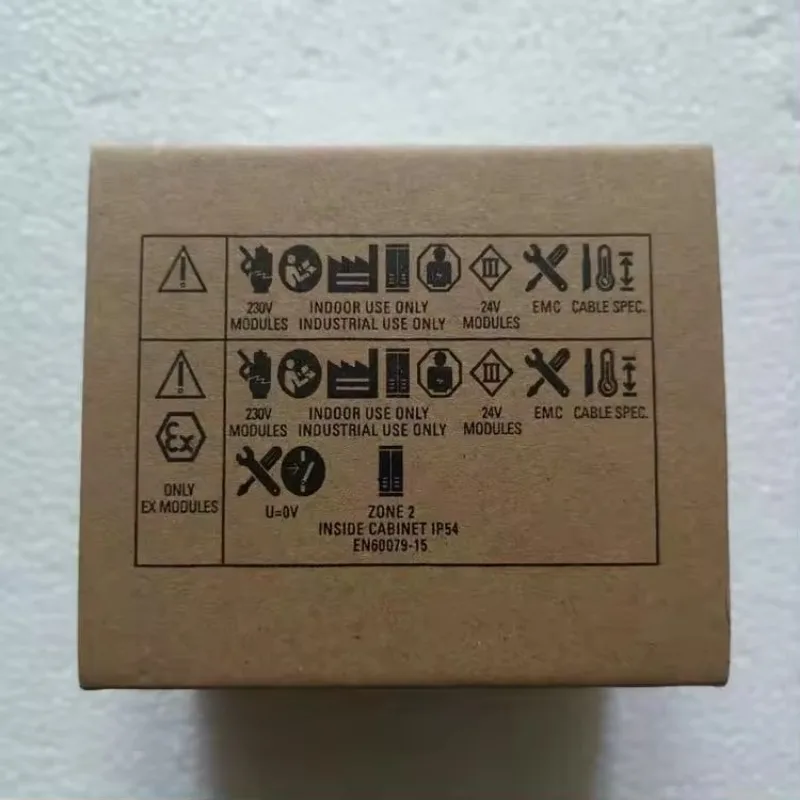 230V INDOOR USE ONLY 24V EMC CABLE SPEC.
MODULES INDUSTRIAL USE ONLY MODULES
230V INDOOR USE ONLY 24V EMC CABLE SPEC.
MODULES INDUSTRIAL USE ONLY MODULES
Ex
ONLY
EX MODULES
U=0V
ZONE 2
INSIDE CABINET IP54
EN60079-15